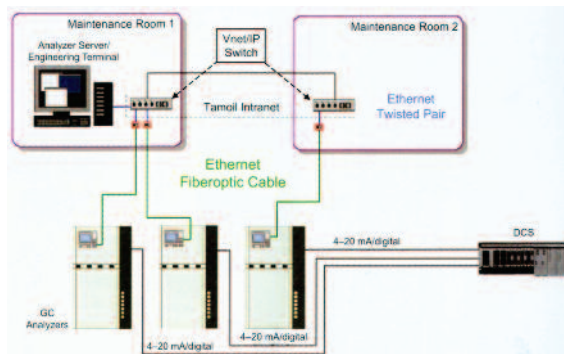 Maintenance Room 1
Analyzer Server/
Engineering Terminal
Vnet/IP
Switch
Maintenance Room 2
Tamoil Intranet
Ethernet
Twisted Pair
Ethernet
Fiberoptic Cable
4–20 mA/digital
DCS
GC
Analyzers
4–20 mA/digital
4–20 mA/digital